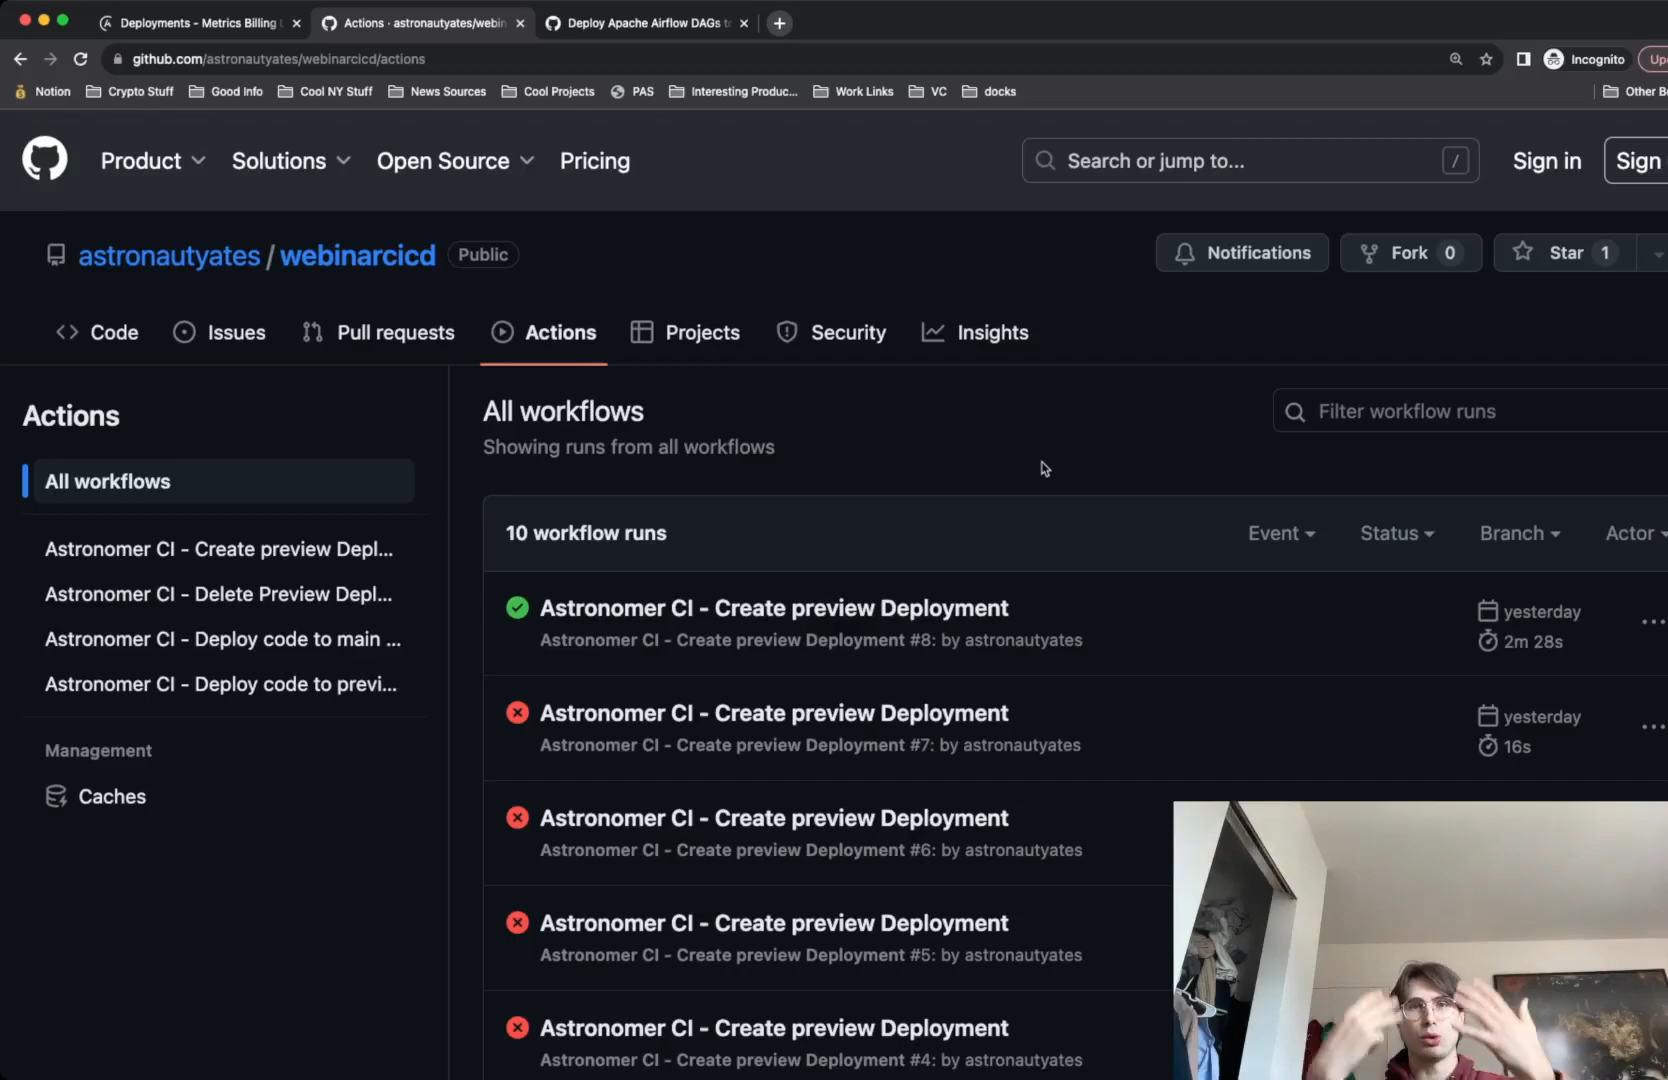 Deployments - Metrics Billing
Actions · astronautyates/webin
Deploy Apache Airflow DAGs to
github.com/astronautyates/webinarcicd/actions
Incognito
Notion
Crypto Stuff
Good Info
Cool NY Stuff
News Sources
Cool Projects
PAS
Interesting Produc...
Work Links
VC
docks
Product
Solutions
Open Source
Pricing
Search or jump to...
/
Sign in
Sign
astronautyates / webinarcicd
Public
Notifications
Fork 0
Star 1
Code
Issues
Pull requests
Actions
Projects
Security
Insights
Actions
All workflows
Astronomer CI - Create preview Depl...
Astronomer CI - Delete Preview Depl...
Astronomer CI - Deploy code to main ...
Astronomer CI - Deploy code to previ...
Management
Caches
All workflows
Showing runs from all workflows
Filter workflow runs
10 workflow runs
Event
Status
Branch
Actor
Astronomer CI - Create preview Deployment
Astronomer CI - Create preview Deployment #8: by astronautyates
yesterday
2m 28s
Astronomer CI - Create preview Deployment
Astronomer CI - Create preview Deployment #7: by astronautyates
yesterday
16s
Astronomer CI - Create preview Deployment
Astronomer CI - Create preview Deployment #6: by astronautyates
Astronomer CI - Create preview Deployment
Astronomer CI - Create preview Deployment #5: by astronautyates
Astronomer CI - Create preview Deployment
Astronomer CI - Create preview Deployment #4: by astronautyates